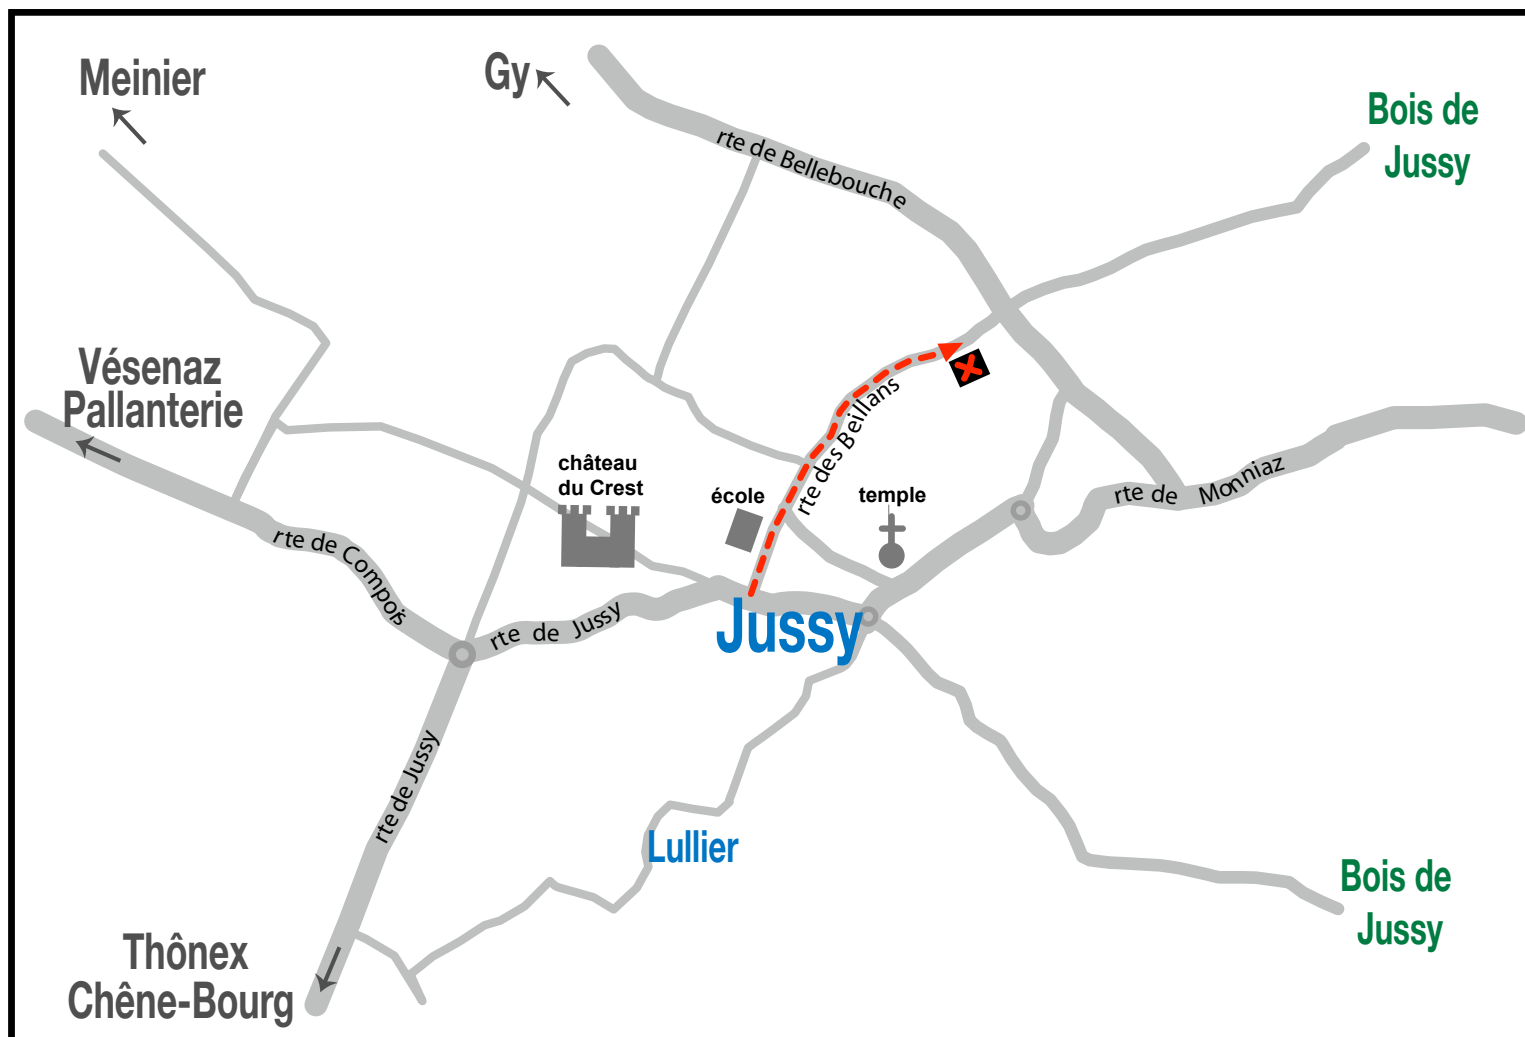 Meinier
Gy
Bois de
Jussy
rte de Bellebouche
Vésenaz
Pallanterie
château
du Crest
école
rte des Beillans
temple
rte de Monniaz
rte de Compois
rte de Jussy
Jussy
rte de Jussy
Lullier
Bois de
Jussy
Thônex
Chêne-Bourg